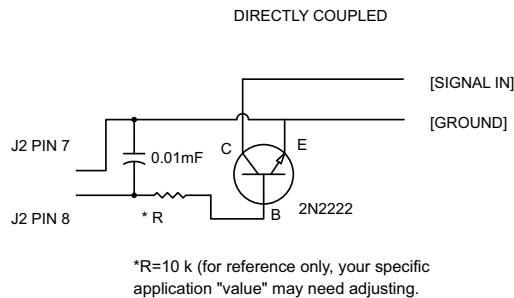 DIRECTLY COUPLED
[SIGNAL IN]
[GROUND]
J2 PIN 7
0.01mF
C
E
J2 PIN 8
* R
B
2N2222
*R=10 k (for reference only, your specific
application "value" may need adjusting.